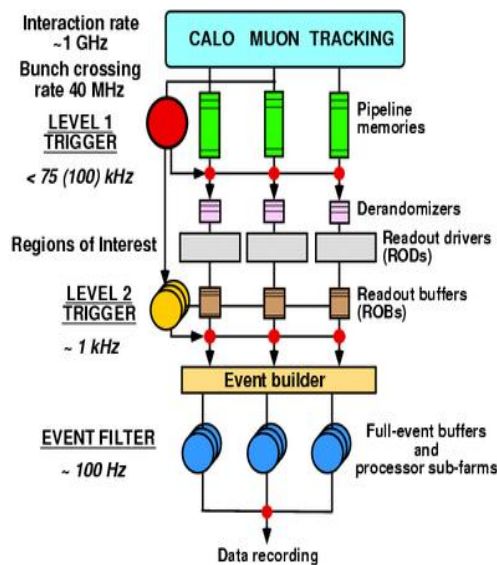 Interaction rate
~1 GHz
CALO MUON TRACKING
Bunch crossing
rate 40 MHz
LEVEL 1
TRIGGER
< 75 (100) kHz
Pipeline
memories
Derandomizers
Regions of Interest
Readout drivers
(RODs)
LEVEL 2
TRIGGER
~ 1 kHz
Readout buffers
(ROBs)
Event builder
EVENT FILTER
~ 100 Hz
Full-event buffers
and
processor sub-farms
Data recording